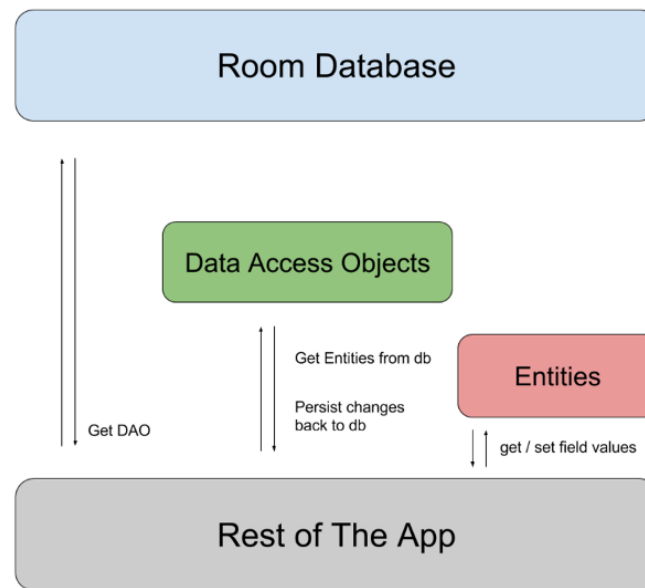 Room Database
Data Access Objects
Get Entities from db
Persist changes
back to db
Entities
Get DAO
get / set field values
Rest of The App